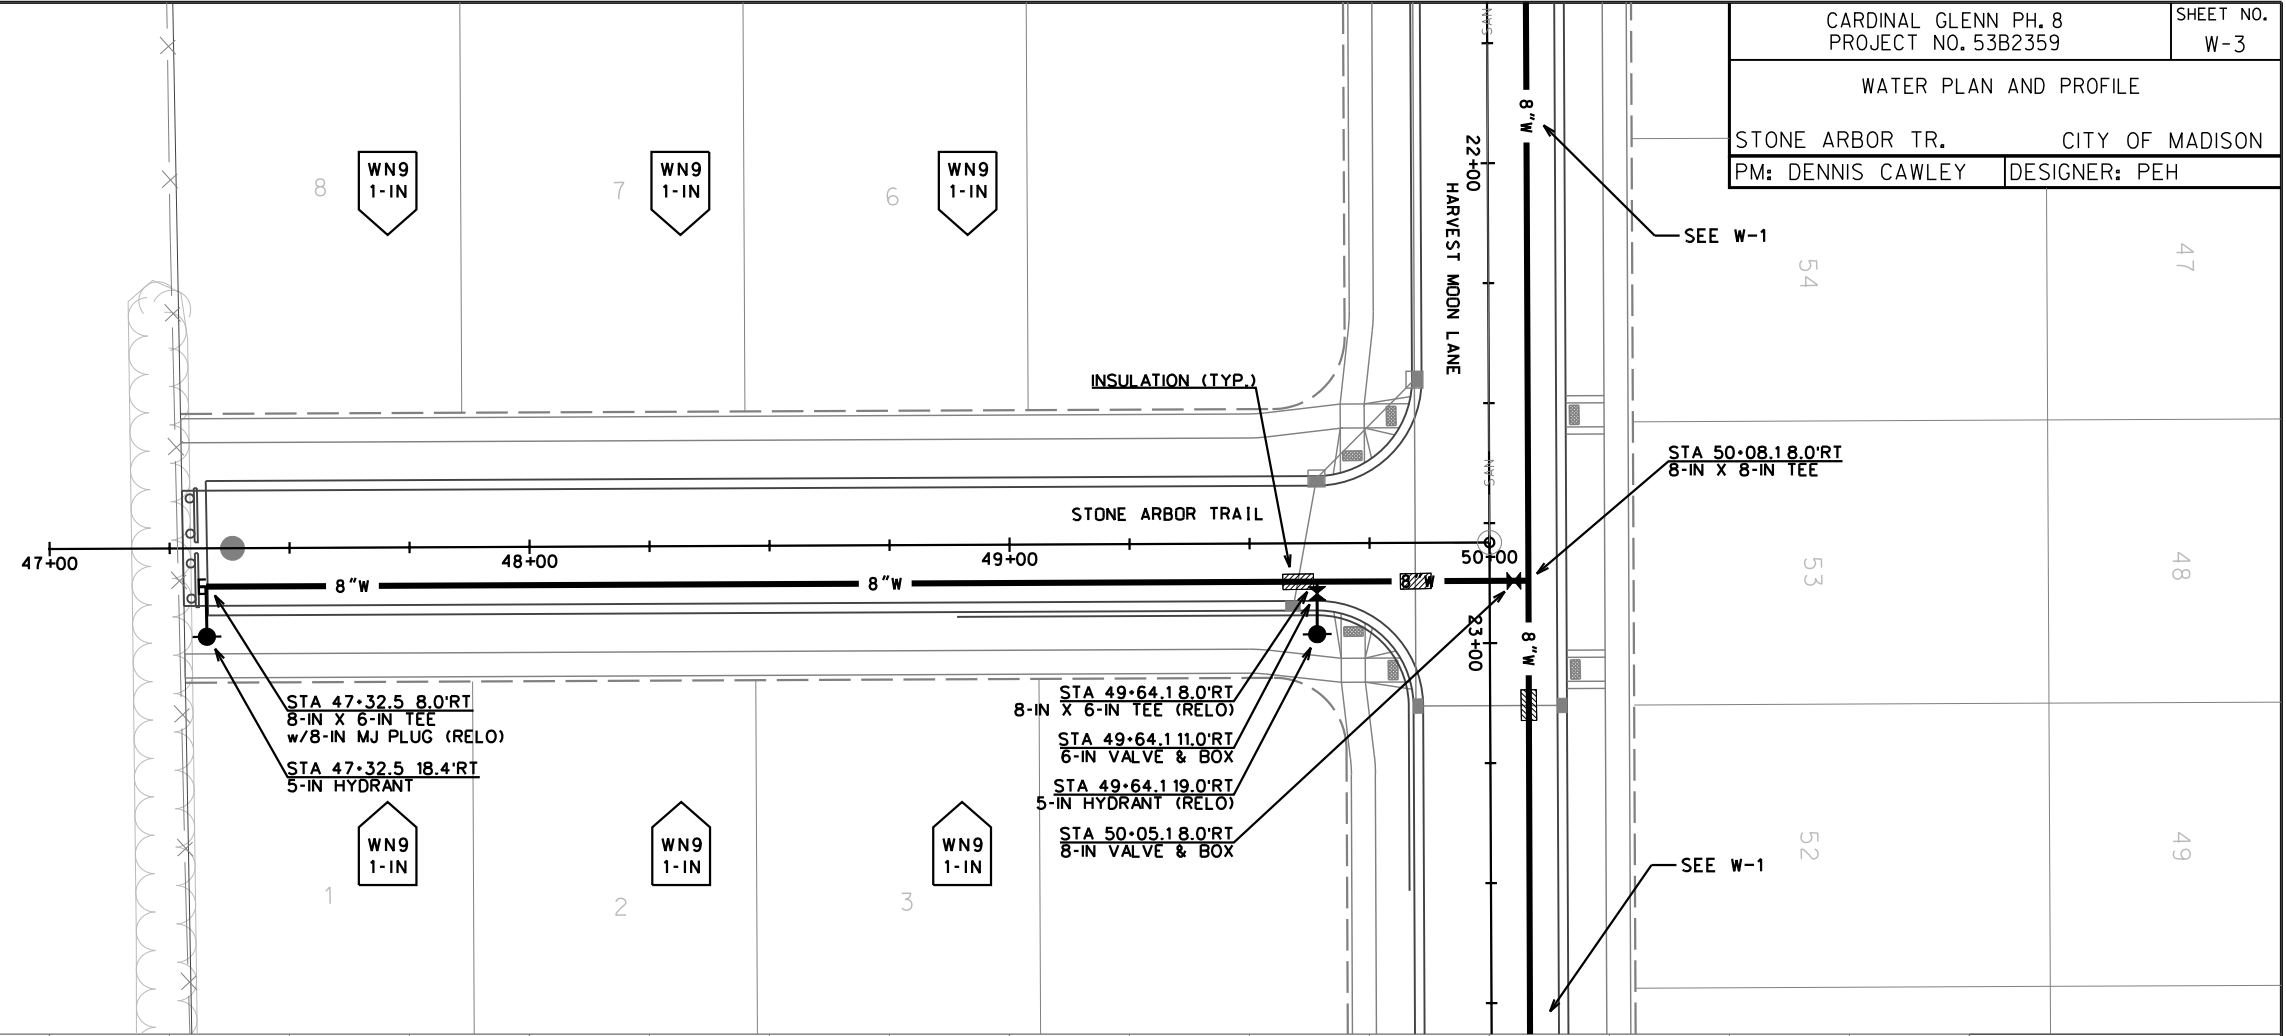 CARDINAL GLENN PH. 8
PROJECT NO. 53B2359
SHEET NO.
W-3
WATER PLAN AND PROFILE
STONE ARBOR TR. CITY OF MADISON
PM: DENNIS CAWLEY DESIGNER: PEH
SANS
8"W
22+00
WN9
1-IN
WN9
1-IN
WN9
1-IN
8
7
6
SEE W-1
HARVEST MOON LANE
54
47
INSULATION (TYP.)
STA 50+08.1 8.0'RT
8-IN X 8-IN TEE
SANS
STONE ARBOR TRAIL
47+00
48+00
49+00
50+00
8"W
8"W
8"W
53
48
23+00
8"W
STA 47+32.5 8.0'RT
8-IN X 6-IN TEE
w/8-IN MJ PLUG (RELO)
STA 47+32.5 18.4'RT
5-IN HYDRANT
STA 49+64.1 8.0'RT
8-IN X 6-IN TEE (RELO)
STA 49+64.1 11.0'RT
6-IN VALVE & BOX
STA 49+64.1 19.0'RT
5-IN HYDRANT (RELO)
STA 50+05.1 8.0'RT
8-IN VALVE & BOX
WN9
1-IN
WN9
1-IN
WN9
1-IN
1
2
3
52
49
SEE W-1